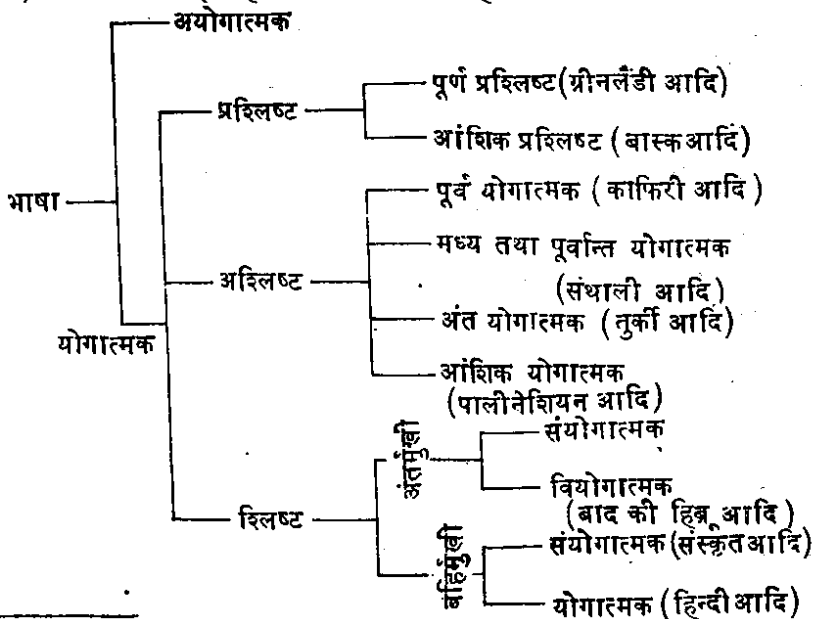 अयोगात्मक
पूर्ण प्रश्लिष्ट (ग्रीनलैंडी आदि)
प्रश्लिष्ट
आंशिक प्रश्लिष्ट (बास्क आदि)
पूर्व योगात्मक (काफिरी आदि)
भाषा
मध्य तथा पूर्वान्त योगात्मक
(संथाली आदि)
अश्लिष्ट
अंत योगात्मक (तुर्की आदि)
योगात्मक
आंशिक योगात्मक
(पालीनेशियन आदि)
अंतर्मुखी
संयोगात्मक
वियोगात्मक
(बाद की हिब्रू आदि)
श्लिष्ट
बहिर्मुखी
संयोगात्मक (संस्कृत आदि)
योगात्मक (हिन्दी आदि)